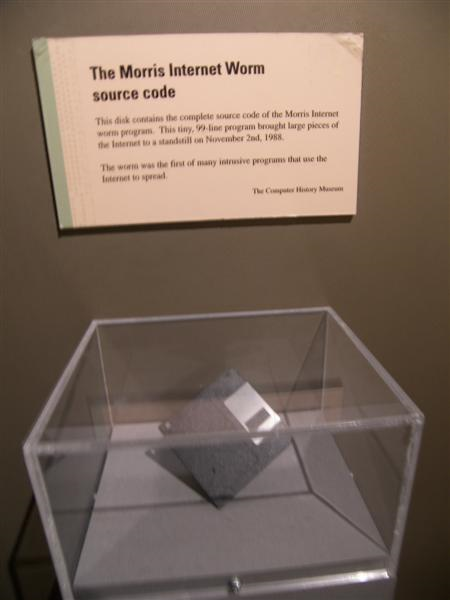 The Morris Internet Worm
source code
This disk contains the complete source code of the Morris Internet
worm program. This tiny, 99-line program brought large pieces of
the Internet to a standstill on November 2nd, 1988.
The worm was the first of many intrusive programs that use the
Internet to spread.
The Computer History Museum